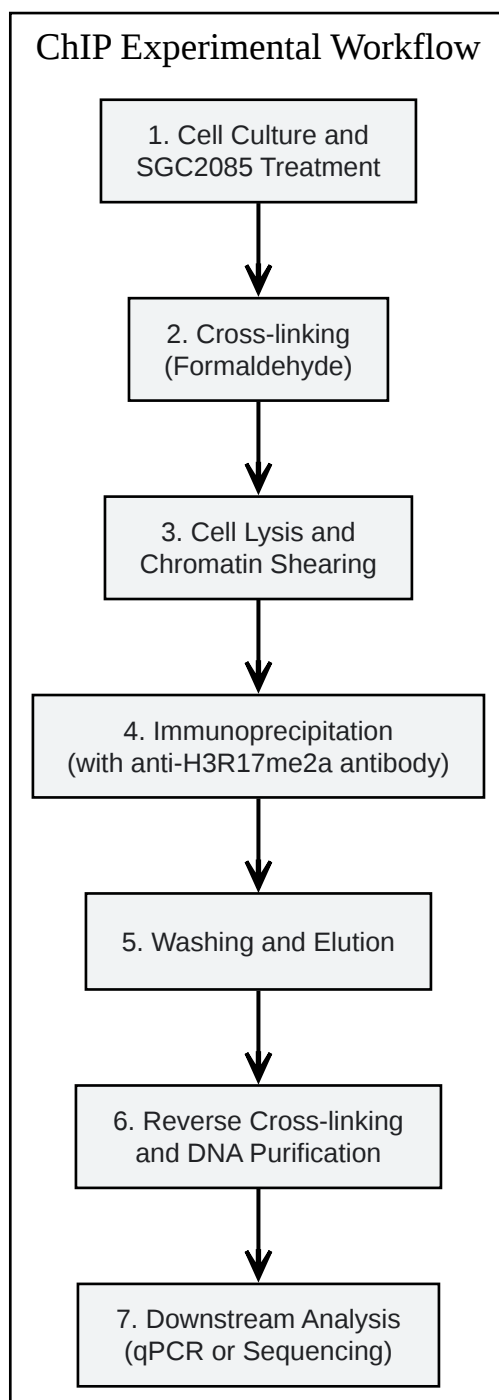 ChIP Experimental Workflow
1. Cell Culture and
SGC2085 Treatment
2. Cross-linking
(Formaldehyde)
3. Cell Lysis and
Chromatin Shearing
4. Immunoprecipitation
(with anti-H3R17me2a antibody)
5. Washing and Elution
6. Reverse Cross-linking
and DNA Purification
7. Downstream Analysis
(qPCR or Sequencing)